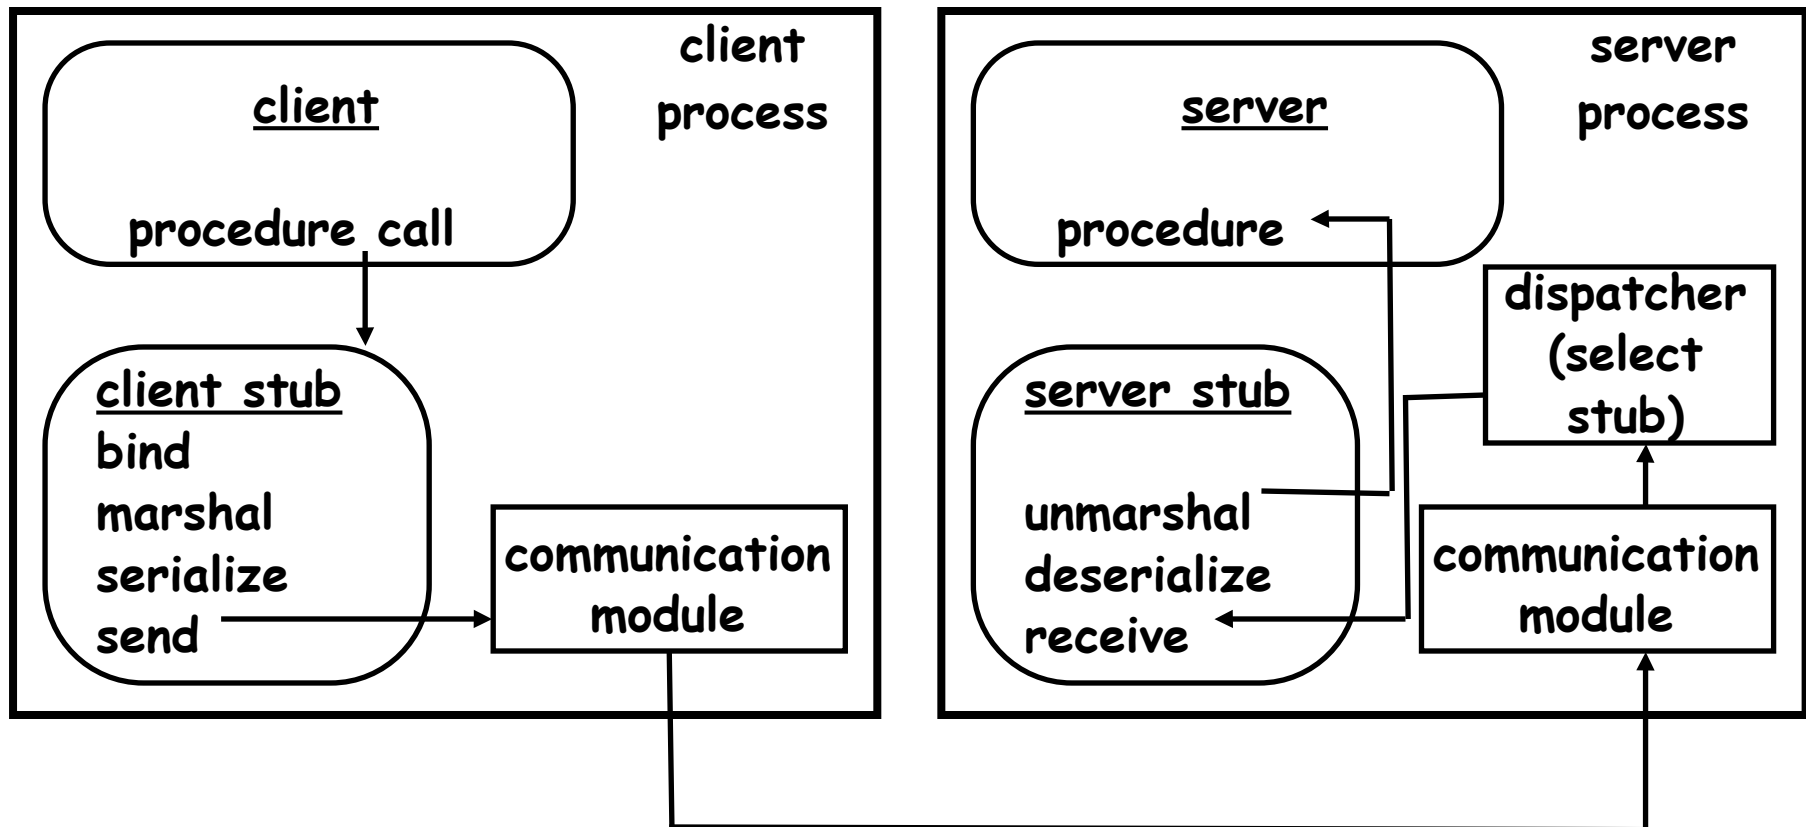 client
process
client
procedure call
client stub
bind
marshal
serialize
send
communication
module
server
process
server
procedure
dispatcher
(select
stub)
server stub
unmarshal
deserialize
receive
communication
module